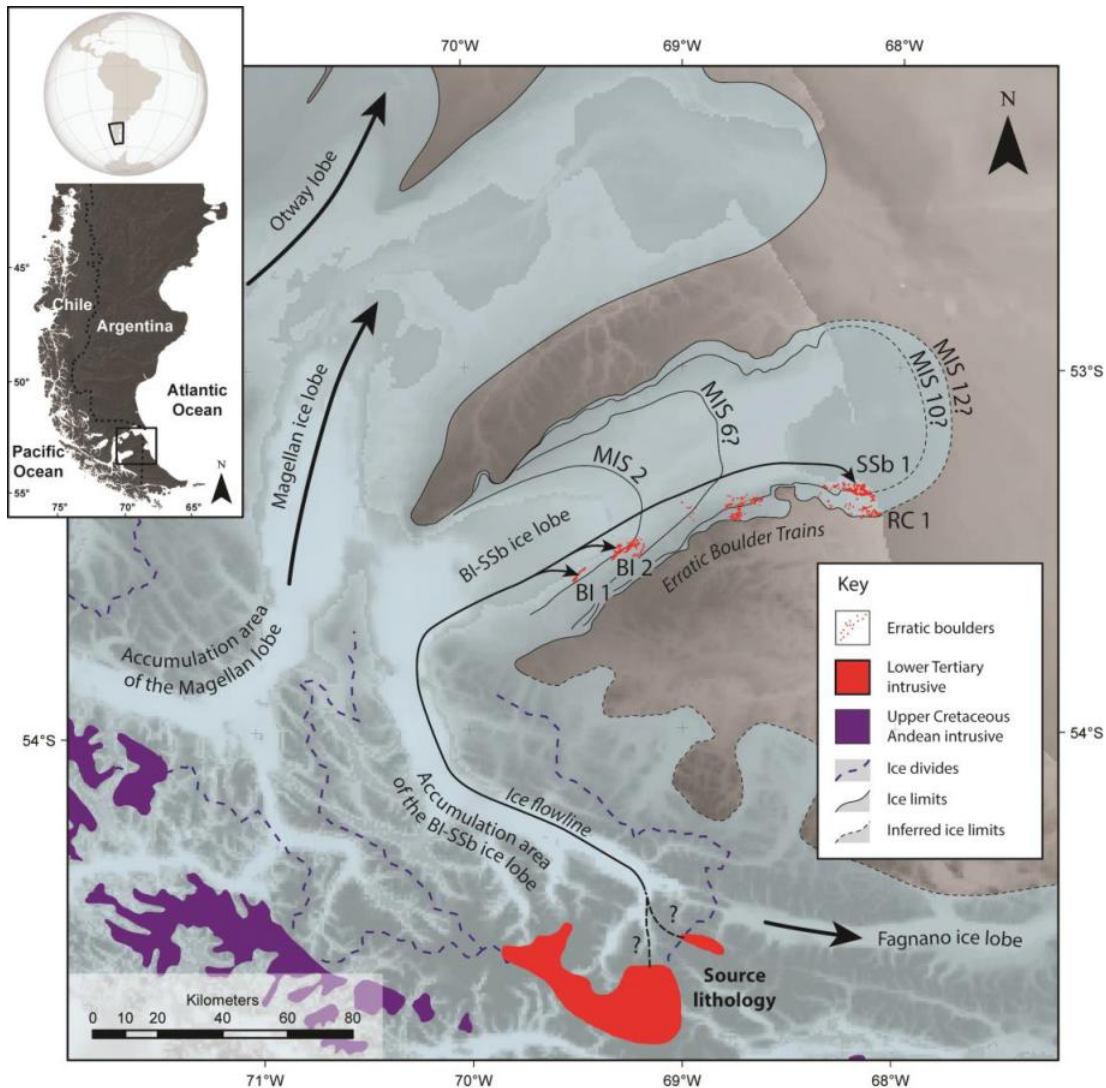 70°W
69°W
68°W
N
Otway lobe
Magellan ice lobe
45°
Chile
Argentina
50°
Atlantic
Ocean
Pacific
Ocean
N
55°
75°
70°
65°
53°S
MIS 12?
MIS 10?
MIS 6?
MIS 2
SSb 1
RC 1
BI-SSb ice lobe
BI 2
BI 1
Erratic Boulder Trains
Accumulation area
of the Magellan lobe
54°S
54°S
Accumulation area
of the BI-SSb ice lobe
Ice flowline
?
?
Fagnano ice lobe
Source
lithology
Key
Erratic boulders
Lower Tertiary
intrusive
Upper Cretaceous
Andean intrusive
Ice divides
Ice limits
Inferred ice limits
Kilometers
0 10 20 40 60 80
71°W
70°W
69°W
68°W